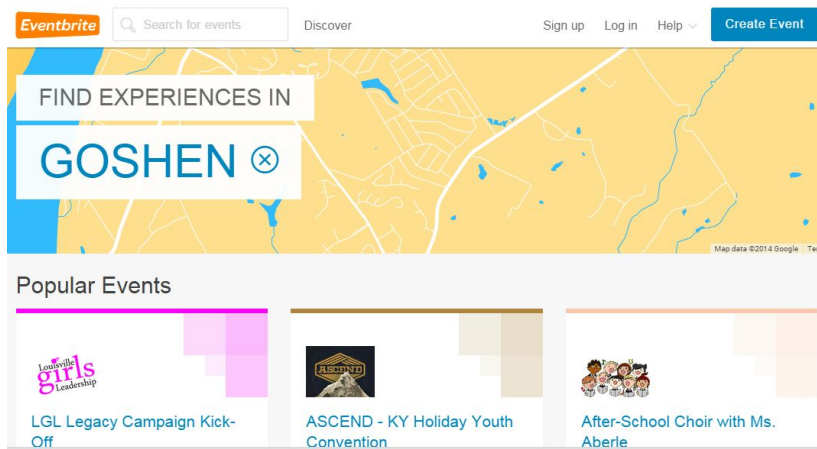 Eventbrite
Search for events
Discover
Sign up
Log in
Help
Create Event
FIND EXPERIENCES IN
GOSHEN
Map data ©2014 Google
Popular Events
Louisville
girls
Leadership
ASCEND
LGL Legacy Campaign Kick-
Off
ASCEND - KY Holiday Youth
Convention
After-School Choir with Ms.
Aberle